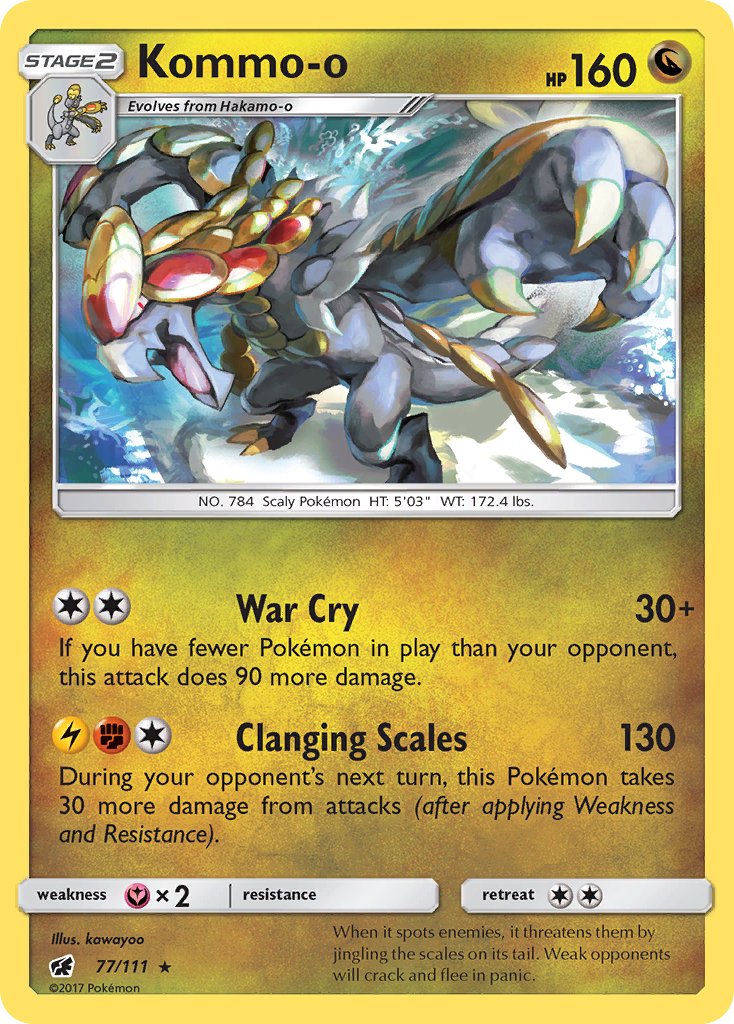 STAGE2
Kommo-o
HP 160
Evolves from Hakamo-o
NO. 784 Scaly Pokémon HT: 5'03" WT: 172.4 lbs.
War Cry 30+
If you have fewer Pokémon in play than your opponent,
this attack does 90 more damage.
Clanging Scales 130
During your opponent's next turn, this Pokémon takes
30 more damage from attacks (after applying Weakness
and Resistance).
weakness ×2 resistance retreat
Illus. kawayoo
77/111 ★
©2017 Pokémon
When it spots enemies, it threatens them by
jingling the scales on its tail. Weak opponents
will crack and flee in panic.